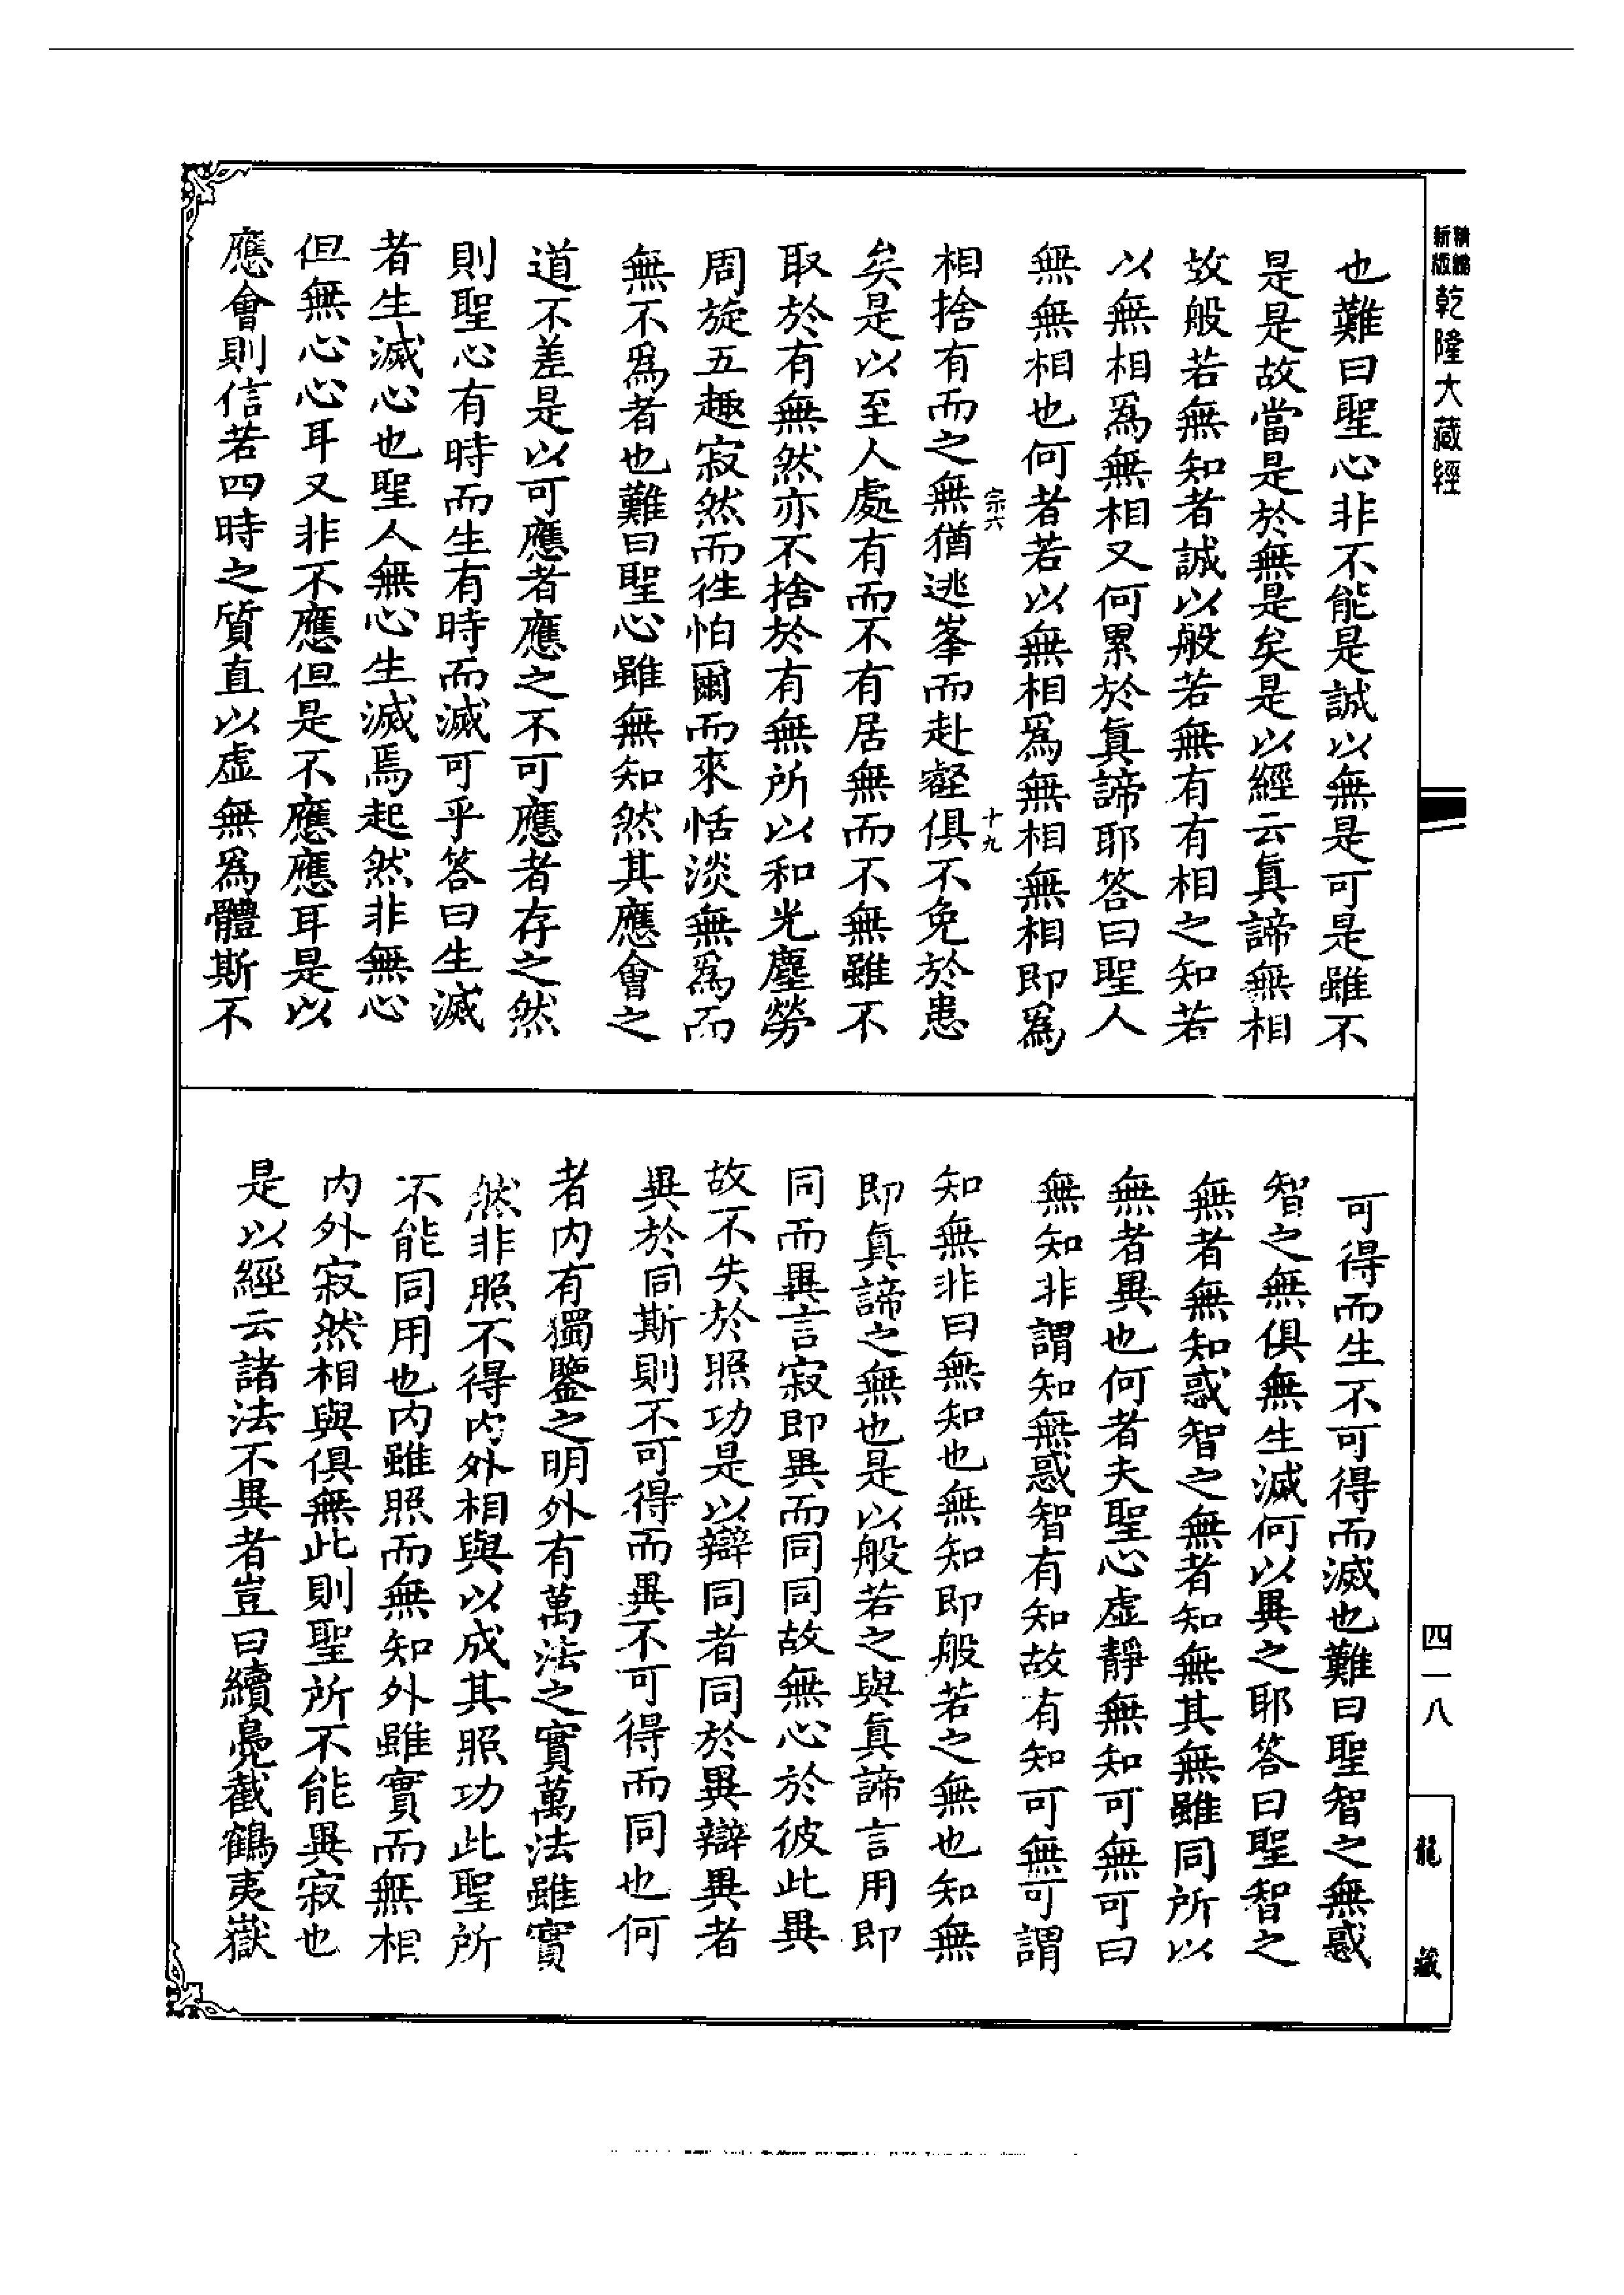 精編新版乾隆大藏經
也難曰聖心非不能是誠以無是可是雖不
是是故當是於無是矣是以經云眞諦無相
故般若無知者誠以般若無有有相之知若
以無相爲無相又何累於眞諦耶答曰聖人
無無相也何者若以無相爲無相無相即爲
宗六 十九
相捨有而之無猶逃峯而赴壑俱不免於患
矣是以至人處有而不有居無而不無雖不
取於有無然亦不捨於有無所以和光塵勞
周旋五趣寂然而徃怕爾而來恬淡無爲而
無不爲者也難曰聖心雖無知然其應會之
道不差是以可應者應之不可應者存之然
則聖心有時而生有時而滅可乎答曰生滅
者生滅心也聖人無心生滅焉起然非無心
但無心心耳又非不應但是不應應耳是以
應會則信若四時之質直以虛無爲體斯不
可得而生不可得而滅也難曰聖智之無惑
智之無俱無生滅何以異之耶答曰聖智之
無者無知惑智之無者知無其無雖同所以
無者異也何者夫聖心虛靜無知可無可曰
無知非謂知無惑智有知故有知可無可謂
知無非曰無知也無知即般若之無也知無
即眞諦之無也是以般若之與眞諦言用即
同而異言寂即異而同同故無心於彼此異
故不失於照功是以辯同者同於異辯異者
異於同斯則不可得而異不可得而同也何
者内有獨鑒之明外有萬法之實萬法雖實
然非照不得内外相與以成其照功此聖所
不能同用也内雖照而無知外雖實而無相
内外寂然相與俱無此則聖所不能異寂也
是以經云諸法不異者豈曰續鳧截鶴夷嶽
四一八
龍藏